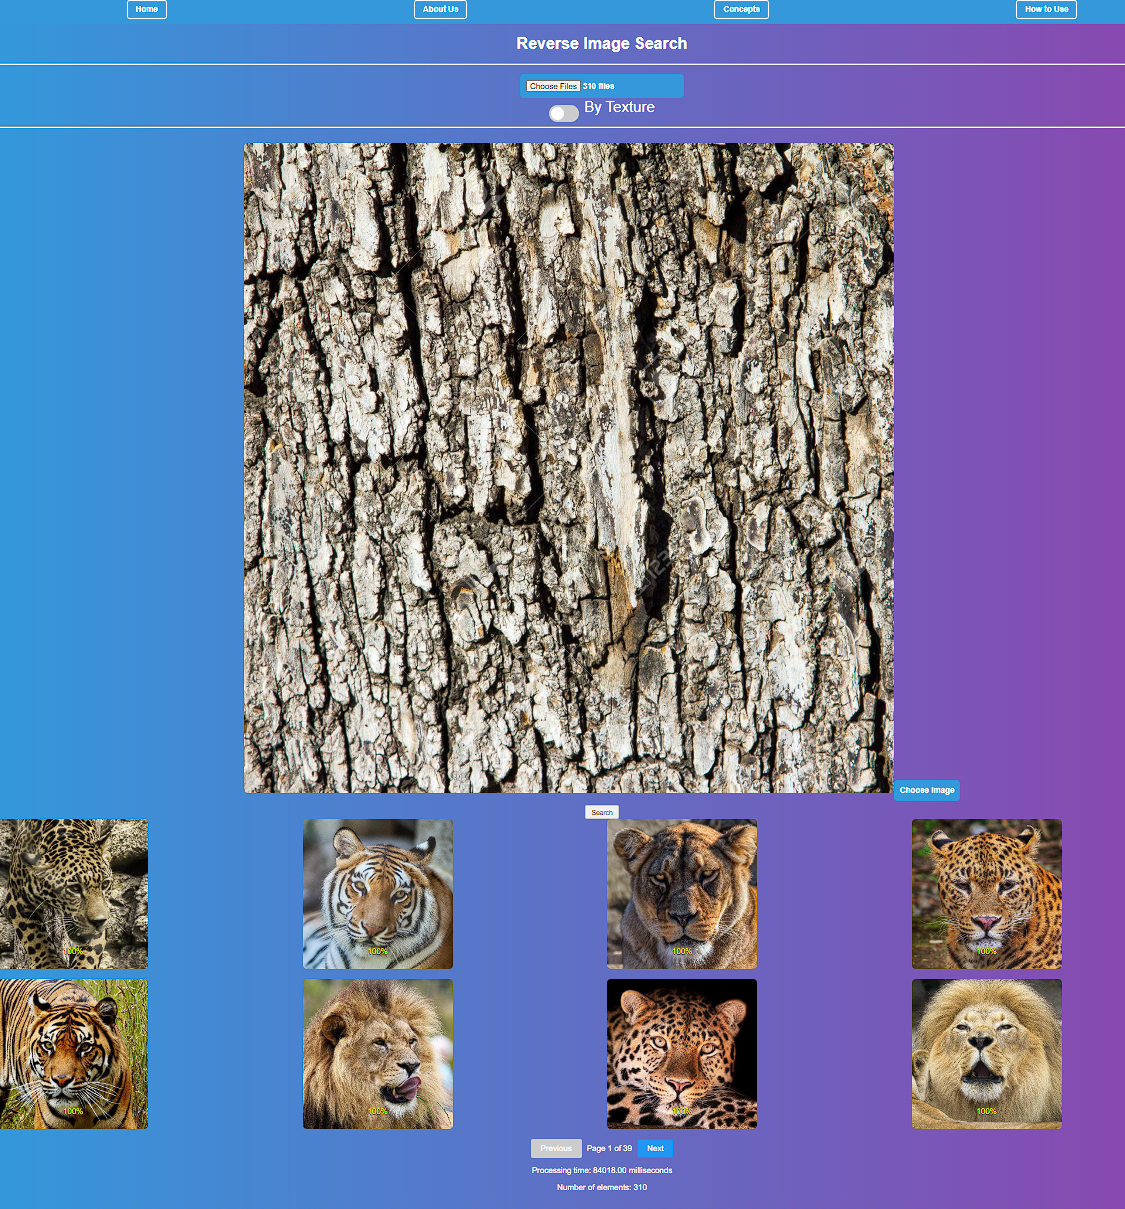 Home About Us Concepts How to Use
Reverse Image Search
Choose Files 310 files
By Texture
Choose Image
Search
100% 100% 100% 100%
100% 100% 100% 100%
Previous Page 1 of 39 Next
Processing time: 84018.00 milliseconds
Number of elements: 310